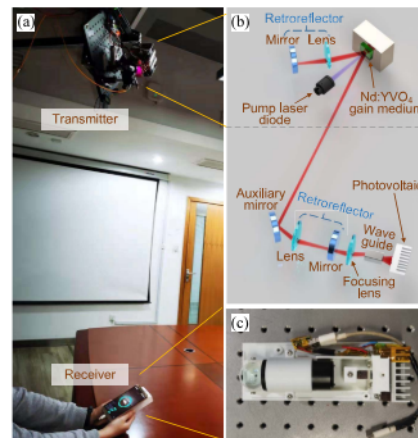 (a)
Transmitter
Receiver
(b)
Retroreflector
Mirror Lens
Pump laser
diode
Nd:YVO₄
gain medium
Auxiliary
mirror
Retroreflector
Lens
Mirror
Photovoltaic
Wave
guide
Focusing
lens
(c)